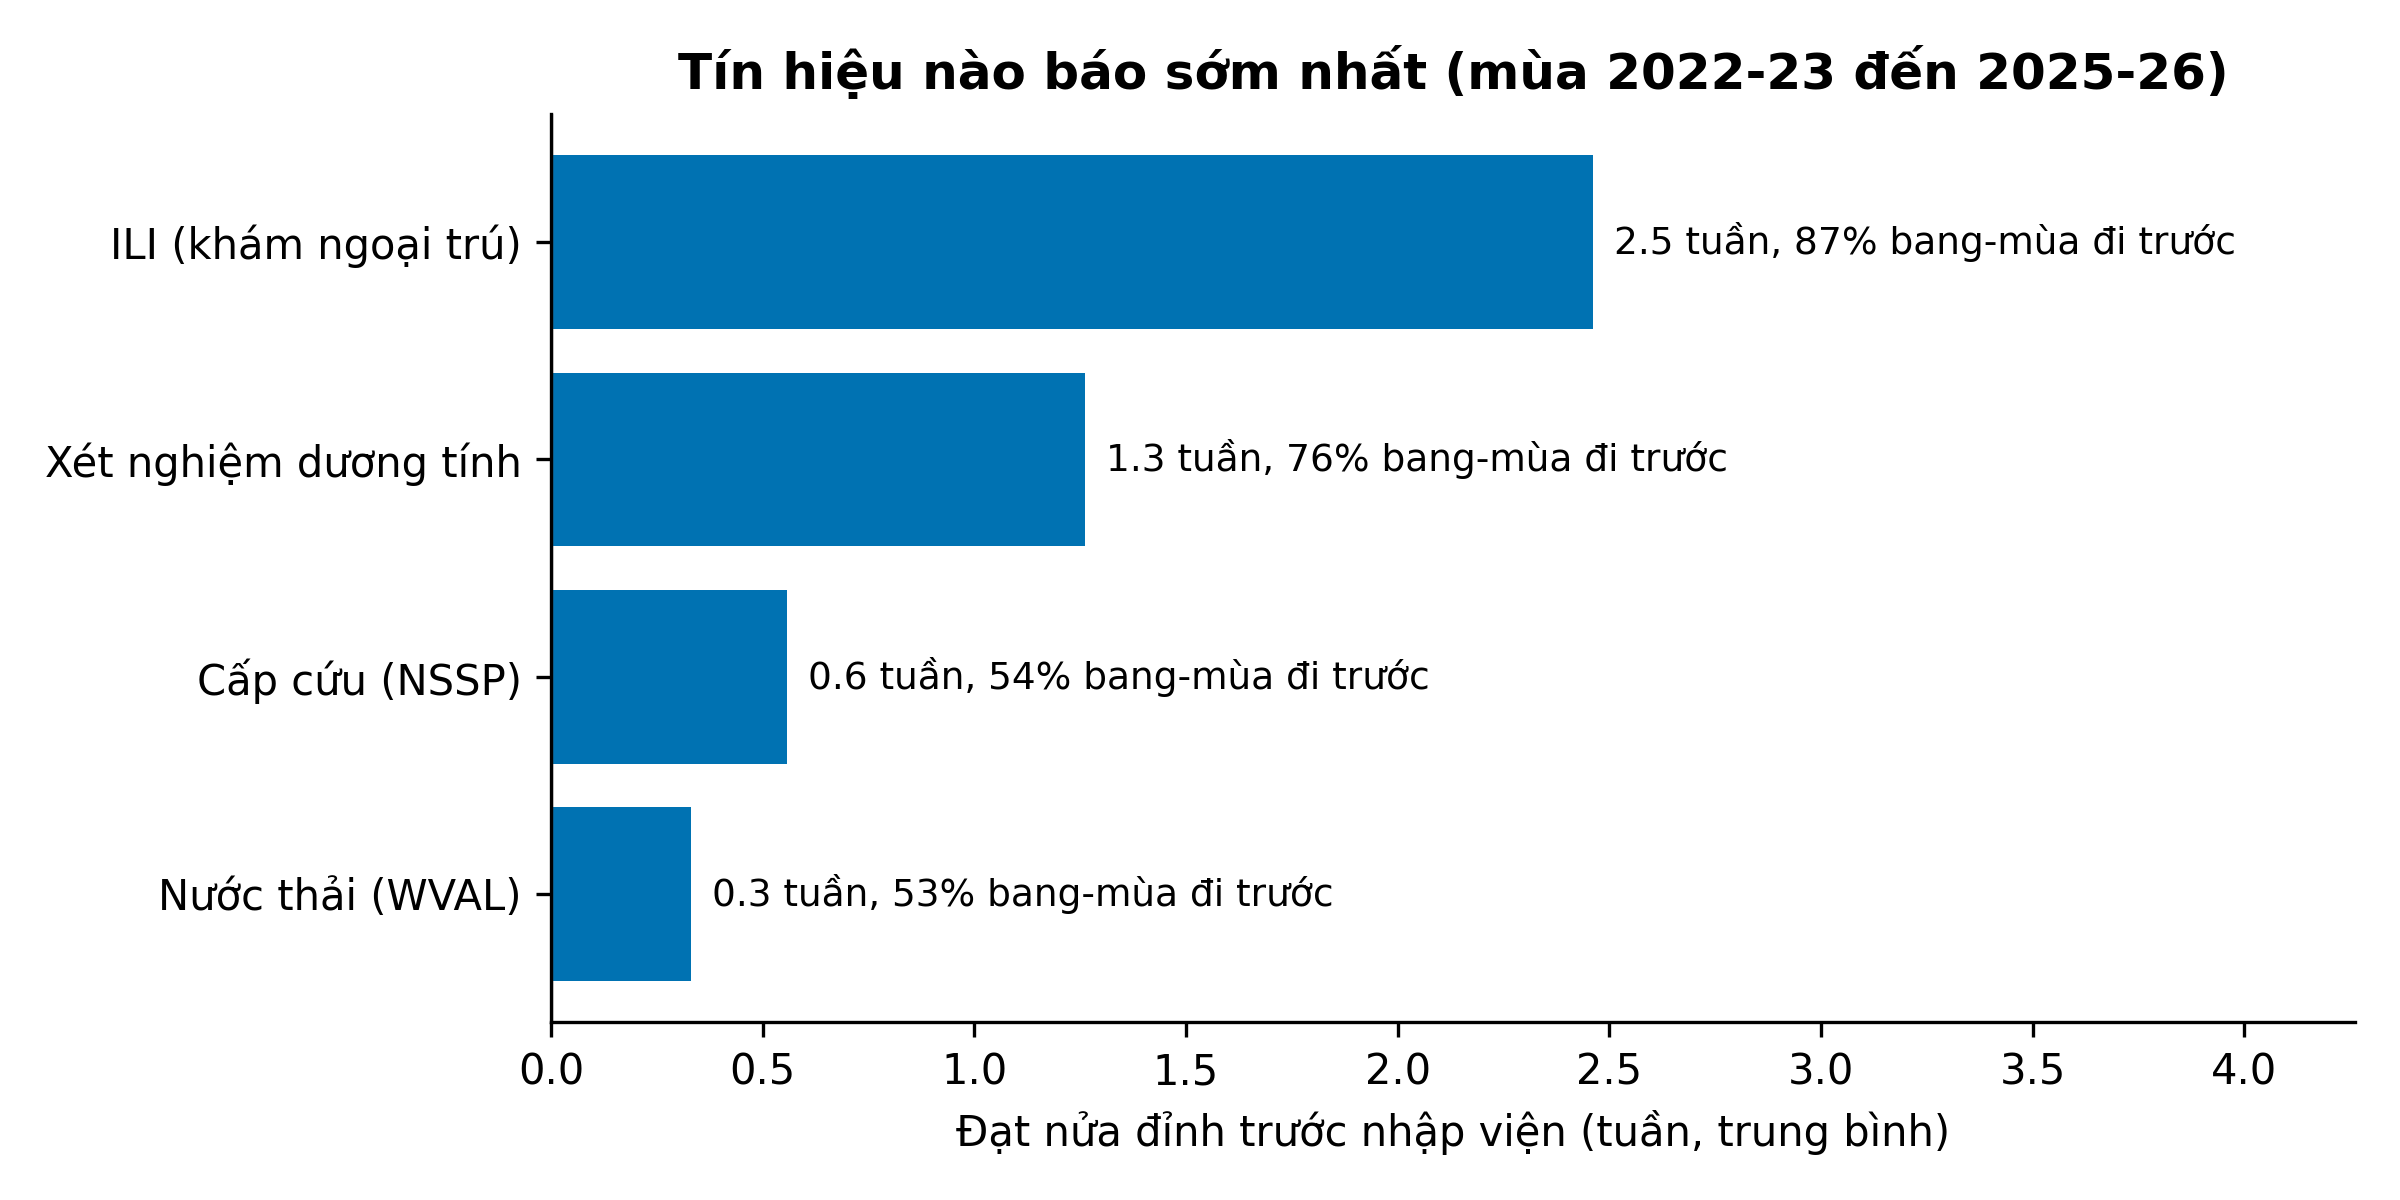 Tín hiệu nào báo sớm nhất (mùa 2022-23 đến 2025-26)
ILI (khám ngoại trú)
2.5 tuần, 87% bang-mùa đi trước
Xét nghiệm dương tính
1.3 tuần, 76% bang-mùa đi trước
Cấp cứu (NSSP)
0.6 tuần, 54% bang-mùa đi trước
Nước thải (WVAL)
0.3 tuần, 53% bang-mùa đi trước
0.0 0.5 1.0 1.5 2.0 2.5 3.0 3.5 4.0
Đạt nửa đỉnh trước nhập viện (tuần, trung bình)